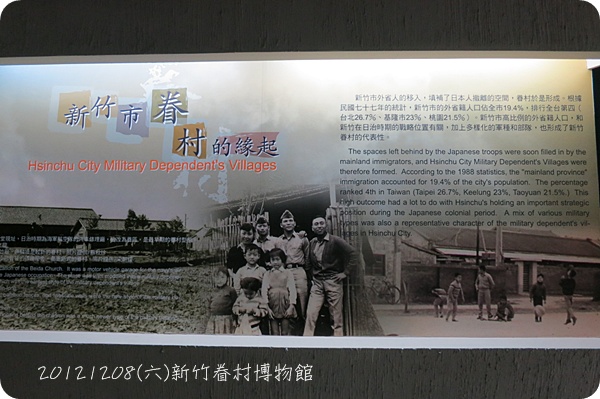 新竹市眷村的緣起
Hsinchu City Military Dependent's Villages
新竹市外省人的移入，填補了日本人撤離的空間，眷村於是形成。根據
民國七十七年的統計，新竹市的外省籍人口佔全市19.4%，排行全台第四（
台北26.7%，基隆市23%，桃園21.5%）。新竹市高比例的外省籍人口，和
新竹在日治時期的戰略位置有關，加上多樣化的軍種和部隊，也形成了新竹
眷村的代表性。
The spaces left behind by the Japanese troops were soon filled in by the
mainland immigrators, and Hsinchu City Military Dependent's Villages were
therefore formed. According to the 1988 statistics, the "mainland province"
immigration accounted for 19.4% of the city's population. The percentage
ranked 4th in Taiwan (Taipei 26.7%, Keelung 23%, Taoyuan 21.5%.) This
high outcome had a lot to do with Hsinchu's holding an important strategic
position during the Japanese colonial period. A mix of various military
types was also a representative character of the military dependent's vil-
lages in Hsinchu City.
20121208(六)新竹眷村博物館